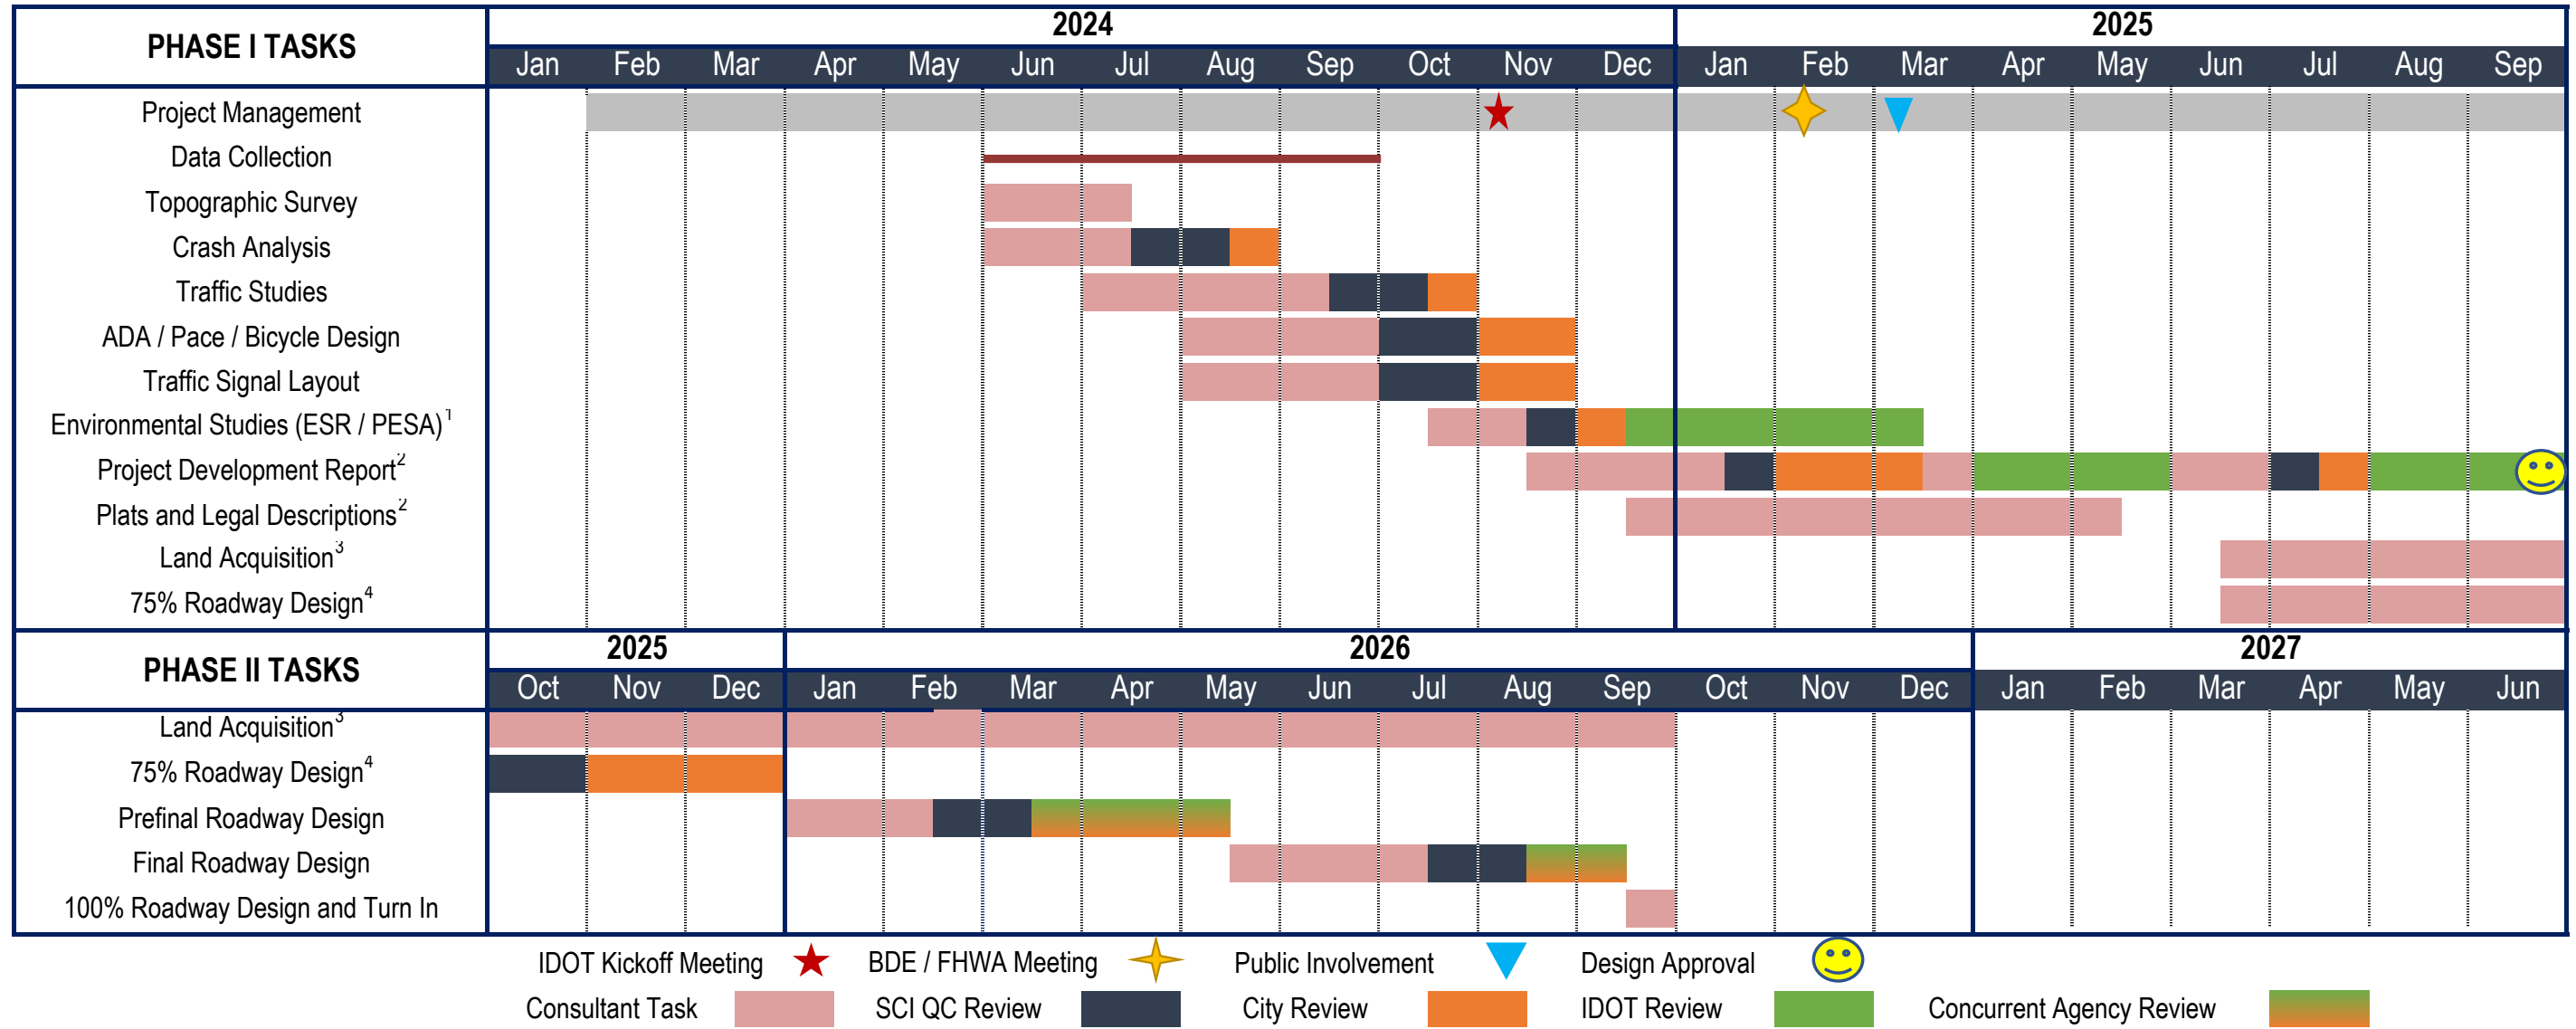 PHASE I TASKS
2024 2025
Jan Feb Mar Apr May Jun Jul Aug Sep Oct Nov Dec Jan Feb Mar Apr May Jun Jul Aug Sep
Project Management
Data Collection
Topographic Survey
Crash Analysis
Traffic Studies
ADA / Pace / Bicycle Design
Traffic Signal Layout
Environmental Studies (ESR / PESA)¹
Project Development Report²
Plats and Legal Descriptions²
Land Acquisition³
75% Roadway Design⁴
PHASE II TASKS
2025 2026 2027
Oct Nov Dec Jan Feb Mar Apr May Jun Jul Aug Sep Oct Nov Dec Jan Feb Mar Apr May Jun
Land Acquisition³
75% Roadway Design⁴
Prefinal Roadway Design
Final Roadway Design
100% Roadway Design and Turn In
IDOT Kickoff Meeting BDE / FHWA Meeting Public Involvement Design Approval
Consultant Task SCI QC Review City Review IDOT Review Concurrent Agency Review